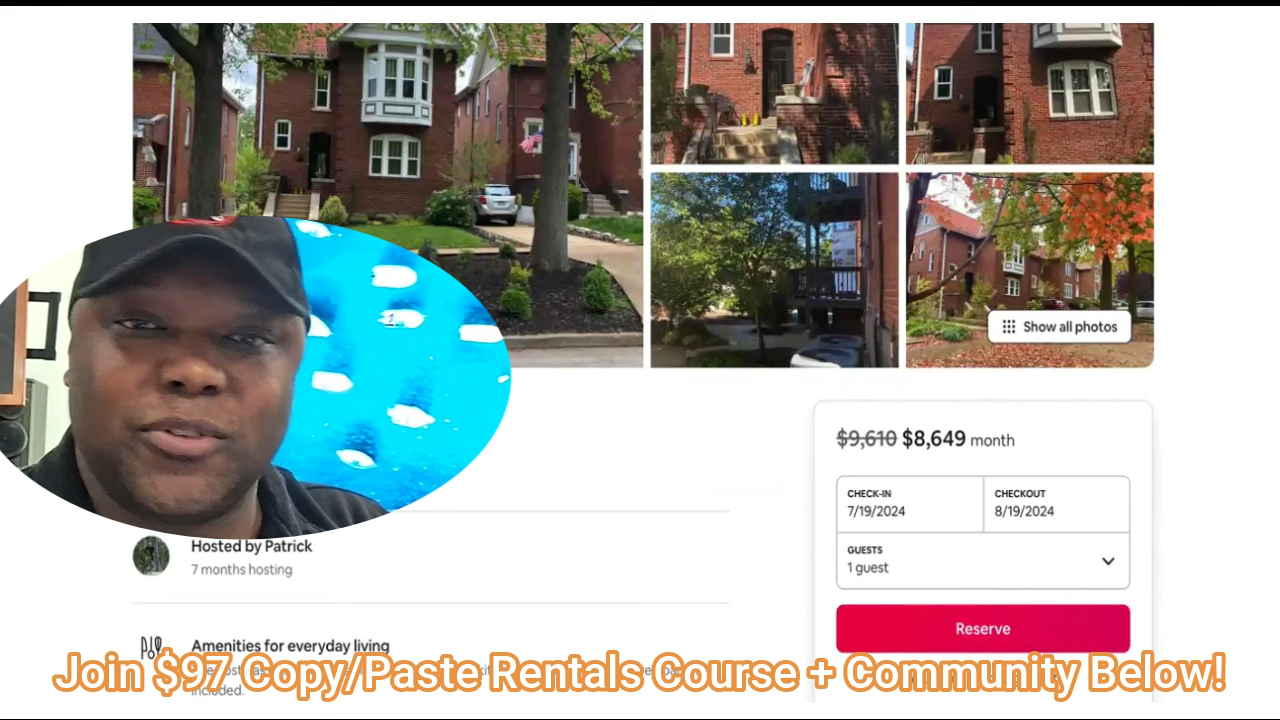 Show all photos
$9,610 $8,649 month
CHECK-IN
7/19/2024
CHECKOUT
8/19/2024
GUESTS
1 guest
Reserve
Hosted by Patrick
7 months hosting
Amenities for everyday living
included.
Join $97 Copy/Paste Rentals Course + Community Below!